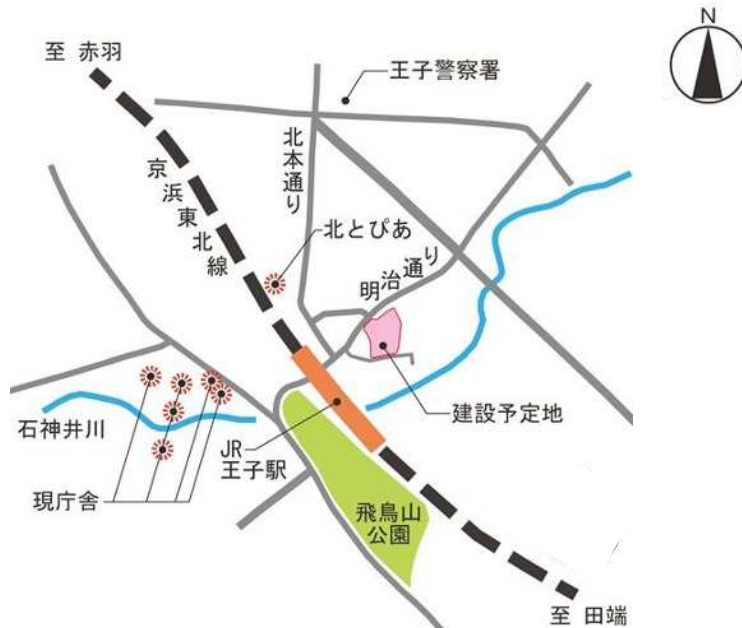 N
至 赤羽
王子警察署
北本通り
京浜東北線
北とぴあ
明治通り
建設予定地
石神井川
JR
王子駅
現庁舎
飛鳥山
公園
至 田端